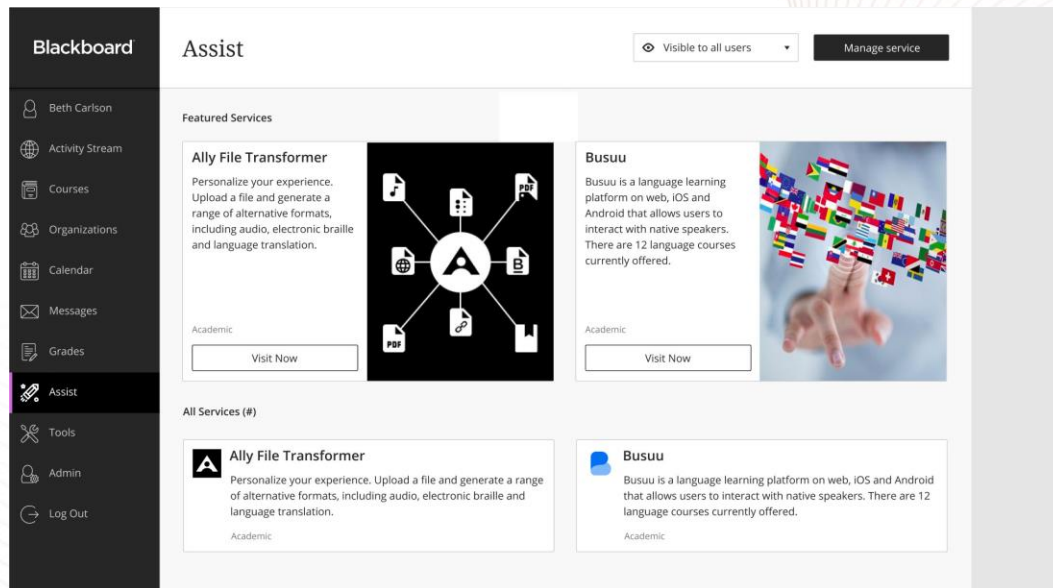 Blackboard
Beth Carlson
Activity Stream
Courses
Organizations
Calendar
Messages
Grades
Assist
Tools
Admin
Log Out
Assist
Visible to all users
Manage service
Featured Services
Ally File Transformer
Personalize your experience.
Upload a file and generate a
range of alternative formats,
including audio, electronic braille
and language translation.
Academic
Visit Now
PDF
A
B
PDF
Busuu
Busuu is a language learning
platform on web, iOS and
Android that allows users to
interact with native speakers.
There are 12 language courses
currently offered.
Academic
Visit Now
All Services (#)
Ally File Transformer
Personalize your experience. Upload a file and generate a range
of alternative formats, including audio, electronic braille and
language translation.
Academic
Busuu
Busuu is a language learning platform on web, iOS and Android
that allows users to interact with native speakers. There are 12
language courses currently offered.
Academic